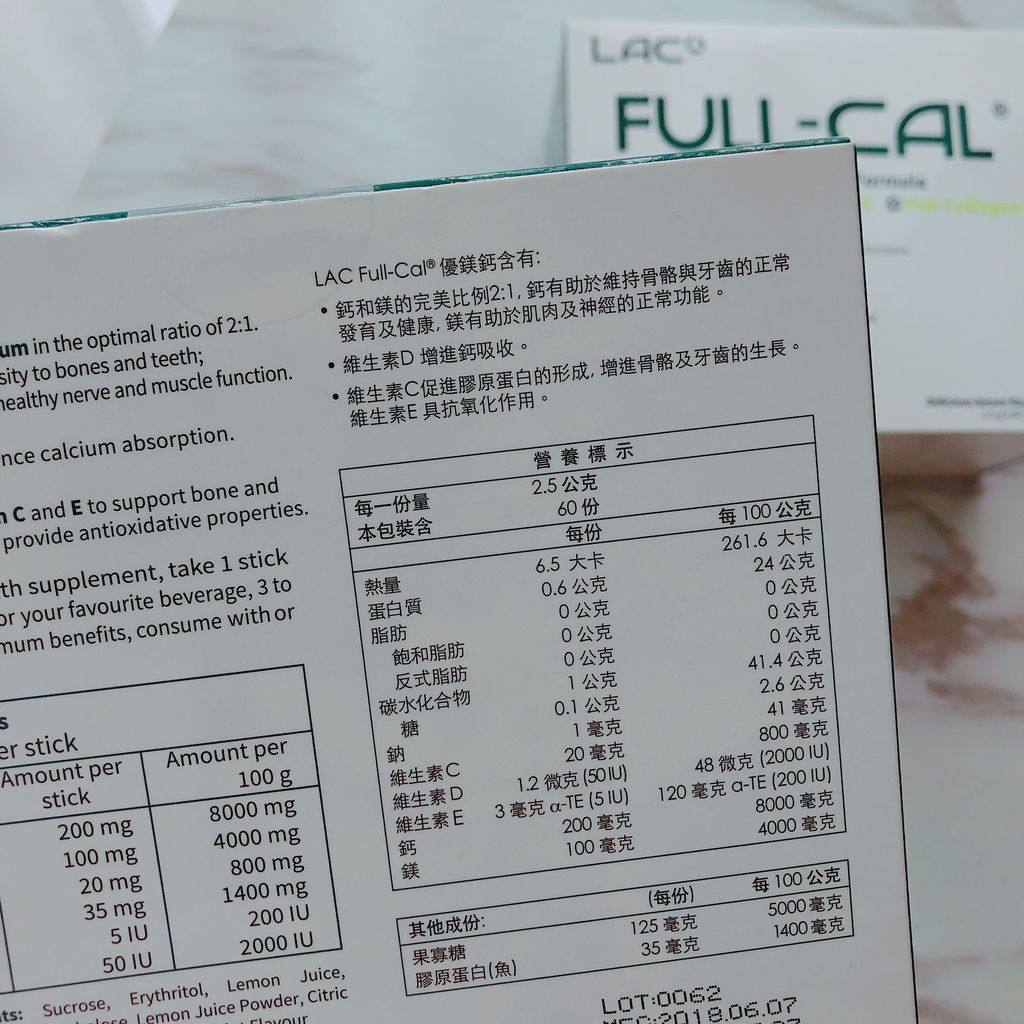 LAC
FULL-CAL®
Formula
Fish Collagen
LAC Full-Cal® 優鎂鈣含有:
• 鈣和鎂的完美比例2:1, 鈣有助於維持骨骼與牙齒的正常
發育及健康, 鎂有助於肌肉及神經的正常功能。
• 維生素D 增進鈣吸收。
• 維生素C促進膠原蛋白的形成, 增進骨骼及牙齒的生長。
維生素E 具抗氧化作用。
um in the optimal ratio of 2:1.
sity to bones and teeth;
healthy nerve and muscle function.
nce calcium absorption.
C and E to support bone and
provide antioxidative properties.
th supplement, take 1 stick
or your favourite beverage, 3 to
mum benefits, consume with or
營養標示
每一份量 2.5 公克
本包裝含 60 份
每份 每 100 公克
熱量 6.5 大卡 261.6 大卡
蛋白質 0.6 公克 24 公克
脂肪 0 公克 0 公克
飽和脂肪 0 公克 0 公克
反式脂肪 0 公克 0 公克
碳水化合物 1 公克 41.4 公克
糖 0.1 公克 2.6 公克
鈉 1 毫克 41 毫克
維生素C 20 毫克 800 毫克
維生素D 1.2 微克 (50 IU) 48 微克 (2000 IU)
維生素E 3 毫克 α-TE (5 IU) 120 毫克 α-TE (200 IU)
鈣 200 毫克 8000 毫克
鎂 100 毫克 4000 毫克
其他成份: (每份) 每 100 公克
果寡糖 125 毫克 5000 毫克
膠原蛋白(魚) 35 毫克 1400 毫克
s
er stick
Amount per stick Amount per 100 g
200 mg 8000 mg
100 mg 4000 mg
20 mg 800 mg
35 mg 1400 mg
5 IU 200 IU
50 IU 2000 IU
nts: Sucrose, Erythritol, Lemon Juice,
Lemon Juice Powder, Citric
Flavour
LOT:0062
MFG:2018.06.07